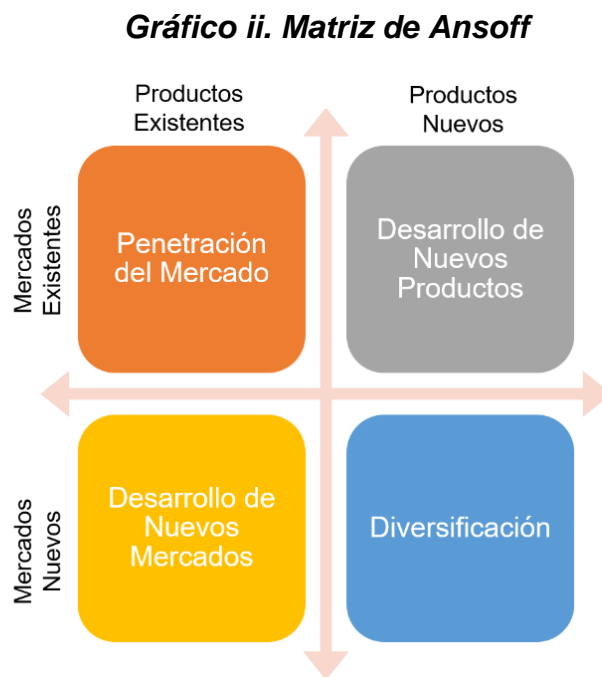 Gráfico ii. Matriz de Ansoff
Productos
Existentes
Productos
Nuevos
Mercados
Existentes
Penetración
del Mercado
Desarrollo de
Nuevos
Productos
Mercados
Nuevos
Desarrollo de
Nuevos
Mercados
Diversificación